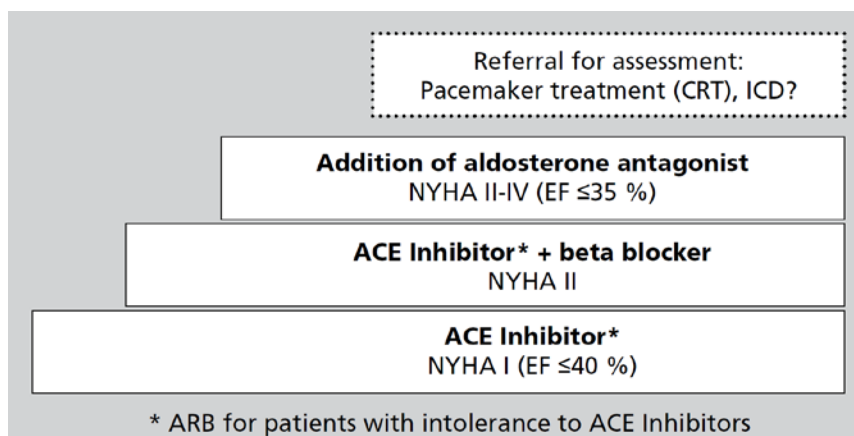 Referral for assessment:
Pacemaker treatment (CRT), ICD?
Addition of aldosterone antagonist
NYHA II-IV (EF ≤35 %)
ACE Inhibitor* + beta blocker
NYHA II
ACE Inhibitor*
NYHA I (EF ≤40 %)
* ARB for patients with intolerance to ACE Inhibitors